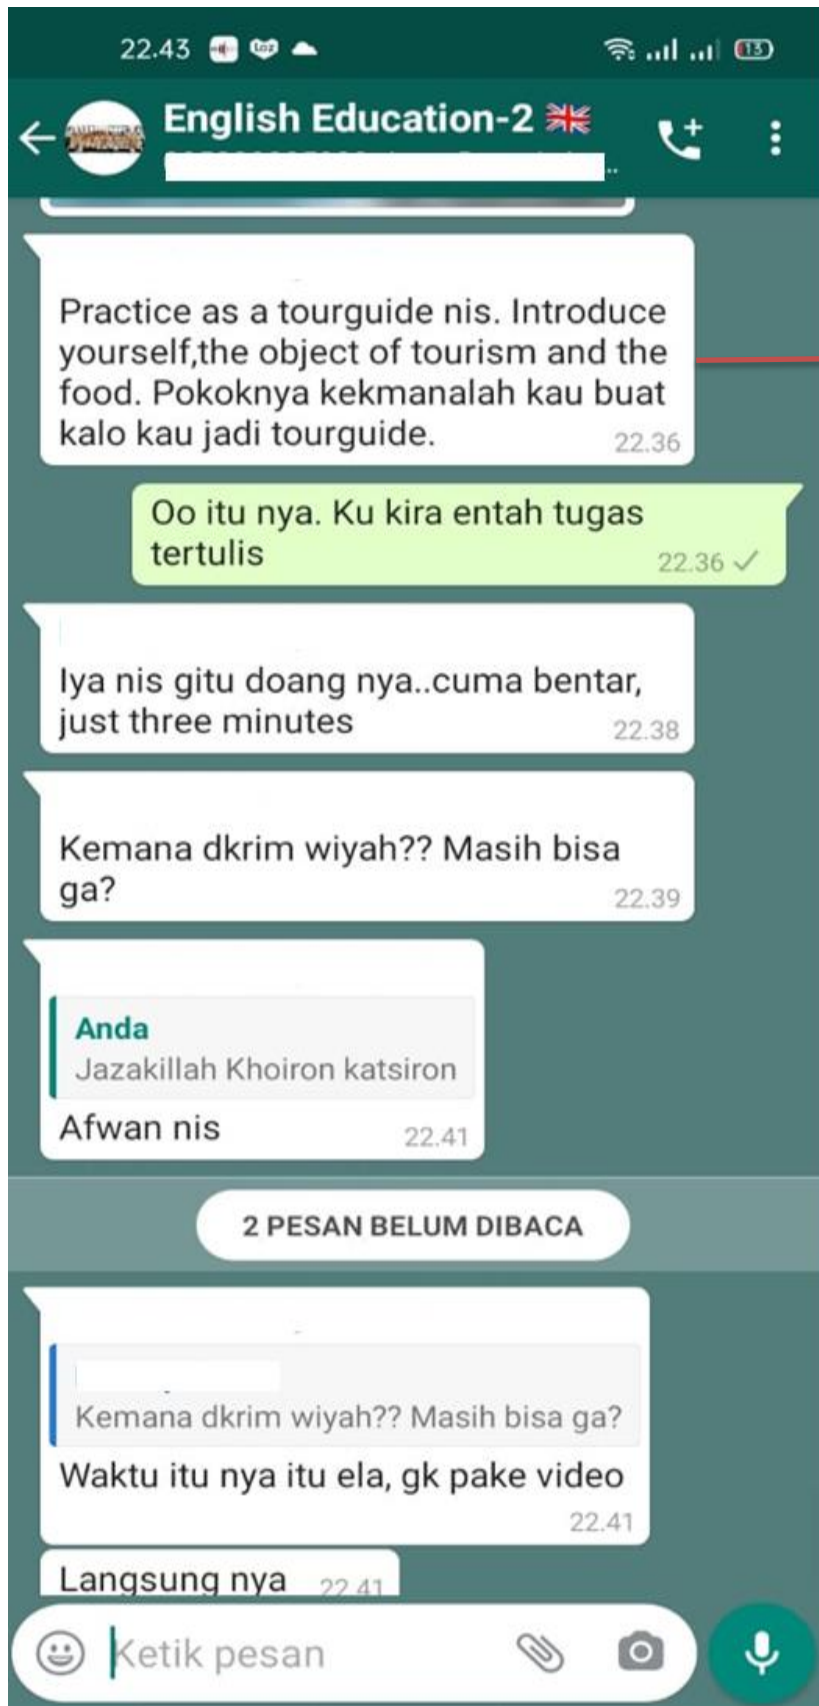 22.43
13
English Education-2
Practice as a tourguide nis. Introduce
yourself,the object of tourism and the
food. Pokoknya kekmanalah kau buat
kalo kau jadi tourguide.
22.36
Oo itu nya. Ku kira entah tugas
tertulis
22.36
Iya nis gitu doang nya..cuma bentar,
just three minutes
22.38
Kemana dkrim wiyah?? Masih bisa
ga?
22.39
Anda
Jazakillah Khoiron katsiron
Afwan nis
22.41
2 PESAN BELUM DIBACA
Kemana dkrim wiyah?? Masih bisa ga?
Waktu itu nya itu ela, gk pake video
22.41
Langsung nya
22.41
Ketik pesan